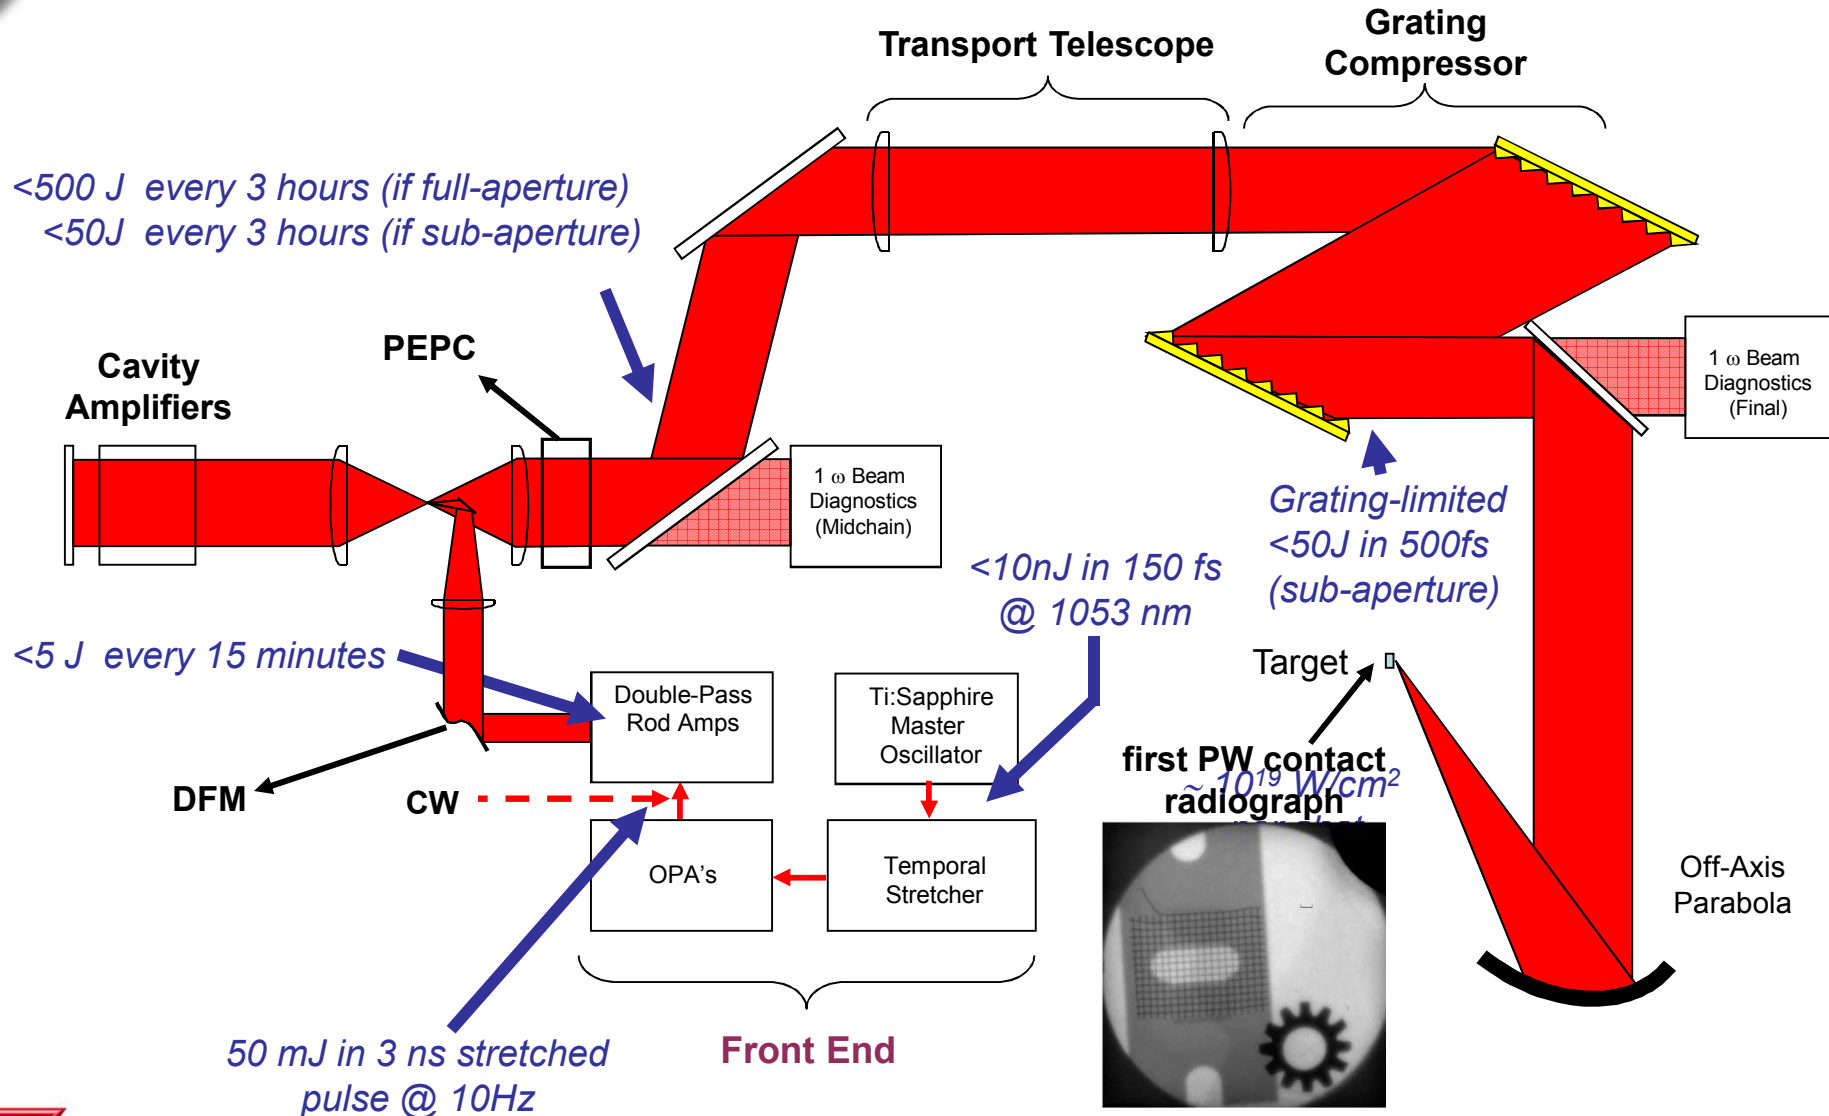 Transport Telescope
Grating
Compressor
<500 J  every 3 hours (if full-aperture)
<50J  every 3 hours (if sub-aperture)
PEPC
Cavity
Amplifiers
1 ω Beam
Diagnostics
(Midchain)
1 ω Beam
Diagnostics
(Final)
Grating-limited
<50J in 500fs
(sub-aperture)
<10nJ in 150 fs
@ 1053 nm
<5 J  every 15 minutes
Double-Pass
Rod Amps
Ti:Sapphire
Master
Oscillator
Target
first PW contact
~ 10¹⁹ W/cm²
radiograph
DFM
CW
OPA's
Temporal
Stretcher
Off-Axis
Parabola
Front End
50 mJ in 3 ns stretched
pulse @ 10Hz